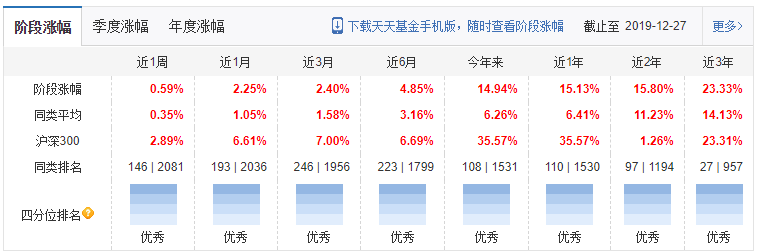 阶段涨幅 季度涨幅 年度涨幅 下载天天基金手机版，随时查看阶段涨幅 截止至 2019-12-27 更多>
近1周 近1月 近3月 近6月 今年来 近1年 近2年 近3年
阶段涨幅 0.59% 2.25% 2.40% 4.85% 14.94% 15.13% 15.80% 23.33%
同类平均 0.35% 1.05% 1.58% 3.16% 6.26% 6.41% 11.23% 14.13%
沪深300 2.89% 6.61% 7.00% 6.69% 35.57% 35.57% 1.26% 23.31%
同类排名 146 | 2081 193 | 2036 246 | 1956 223 | 1799 108 | 1531 110 | 1530 97 | 1194 27 | 957
四分位排名 ?
优秀 优秀 优秀 优秀 优秀 优秀 优秀 优秀